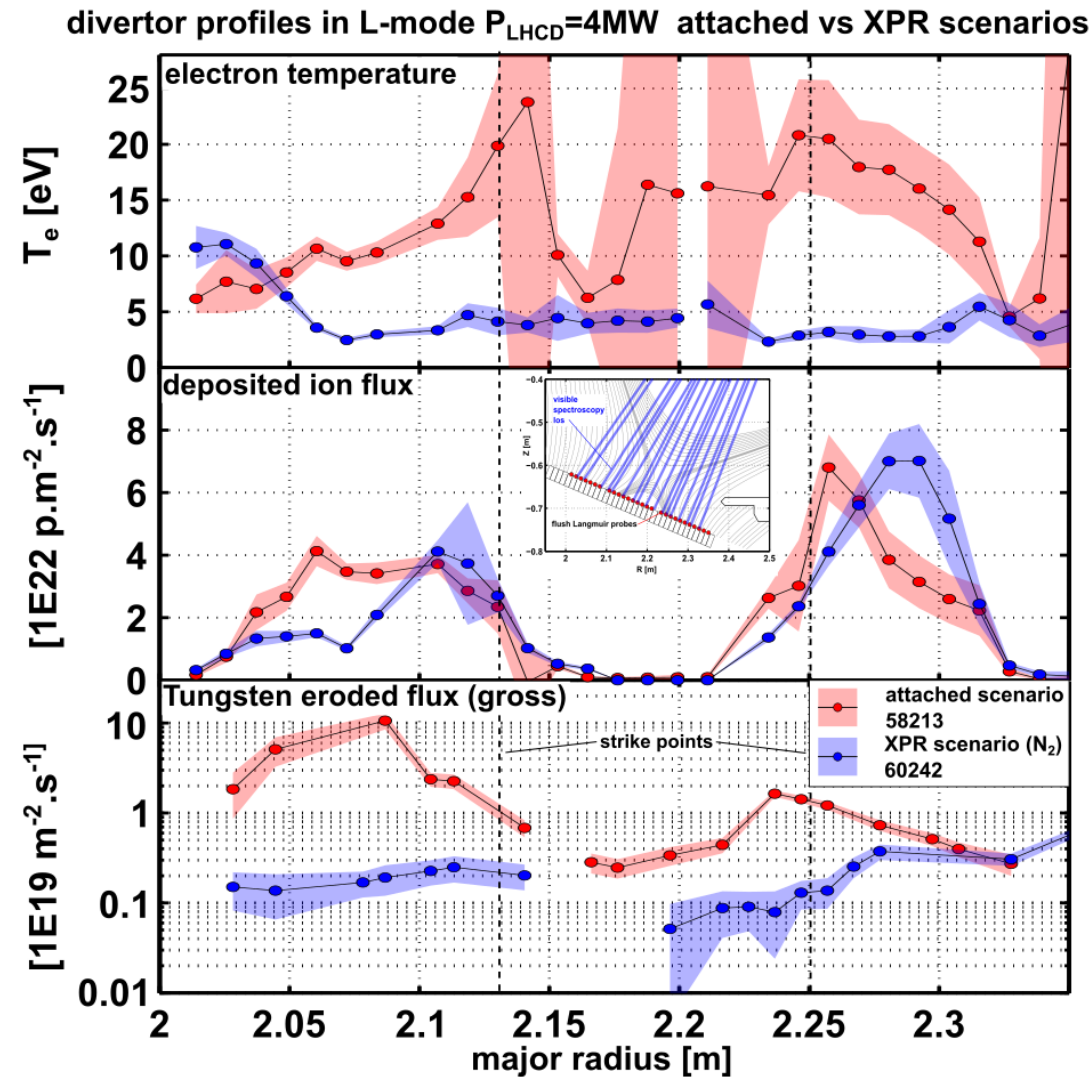 divertor profiles in L-mode P_LHCD=4MW attached vs XPR scenarios
electron temperature
T_e [eV]
25
20
15
10
5
0
deposited ion flux
[1E22 p.m^-2.s^-1]
8
6
4
2
0
visible
spectroscopy
los
flush Langmuir probes
Z [m]
−0.4
−0.5
−0.6
−0.7
−0.8
2
2.1
2.2
2.3
2.4
2.5
R [m]
Tungsten eroded flux (gross)
[1E19 m^-2.s^-1]
10
1
0.1
0.01
strike points
attached scenario
58213
XPR scenario (N_2)
60242
2
2.05
2.1
2.15
2.2
2.25
2.3
major radius [m]